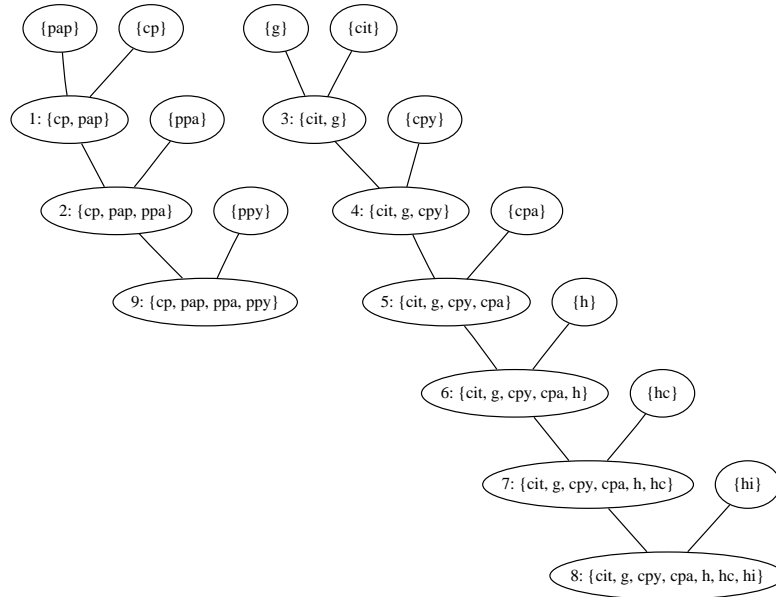 {pap}
{cp}
{g}
{cit}
1: {cp, pap}
{ppa}
3: {cit, g}
{cpy}
2: {cp, pap, ppa}
{ppy}
4: {cit, g, cpy}
{cpa}
9: {cp, pap, ppa, ppy}
5: {cit, g, cpy, cpa}
{h}
6: {cit, g, cpy, cpa, h}
{hc}
7: {cit, g, cpy, cpa, h, hc}
{hi}
8: {cit, g, cpy, cpa, h, hc, hi}